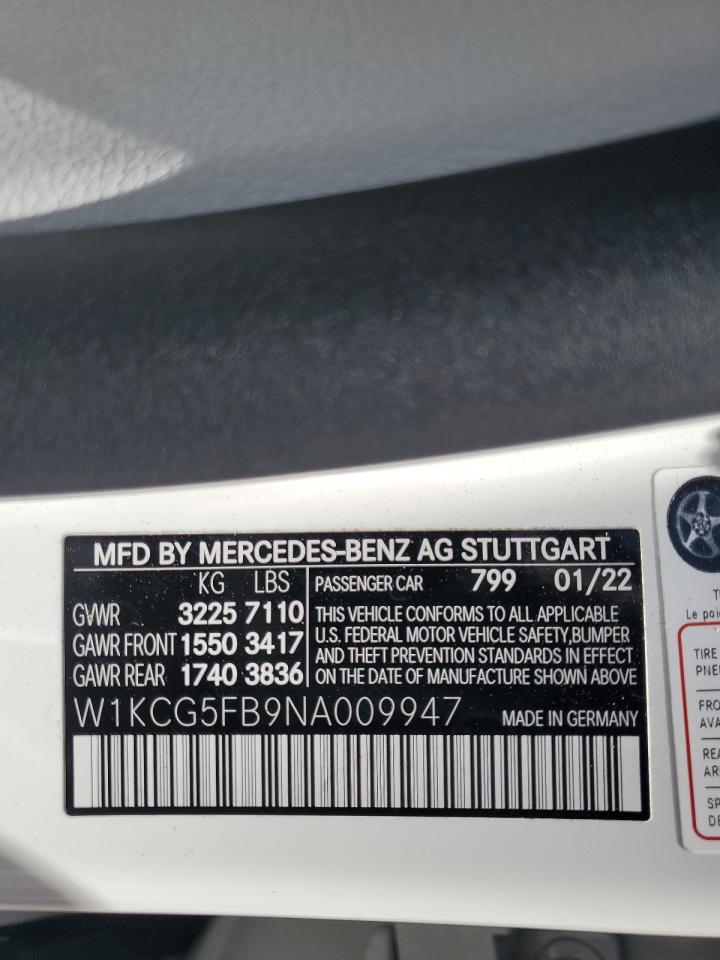 MFD BY MERCEDES-BENZ AG STUTTGART
KG LBS
GVWR 3225 7110
GAWR FRONT 1550 3417
GAWR REAR 1740 3836
PASSENGER CAR 799 01/22
THIS VEHICLE CONFORMS TO ALL APPLICABLE
U.S. FEDERAL MOTOR VEHICLE SAFETY,BUMPER
AND THEFT PREVENTION STANDARDS IN EFFECT
ON THE DATE OF MANUFACTURE SHOWN ABOVE
W1KCG5FB9NA009947 MADE IN GERMANY
Le
TIRE